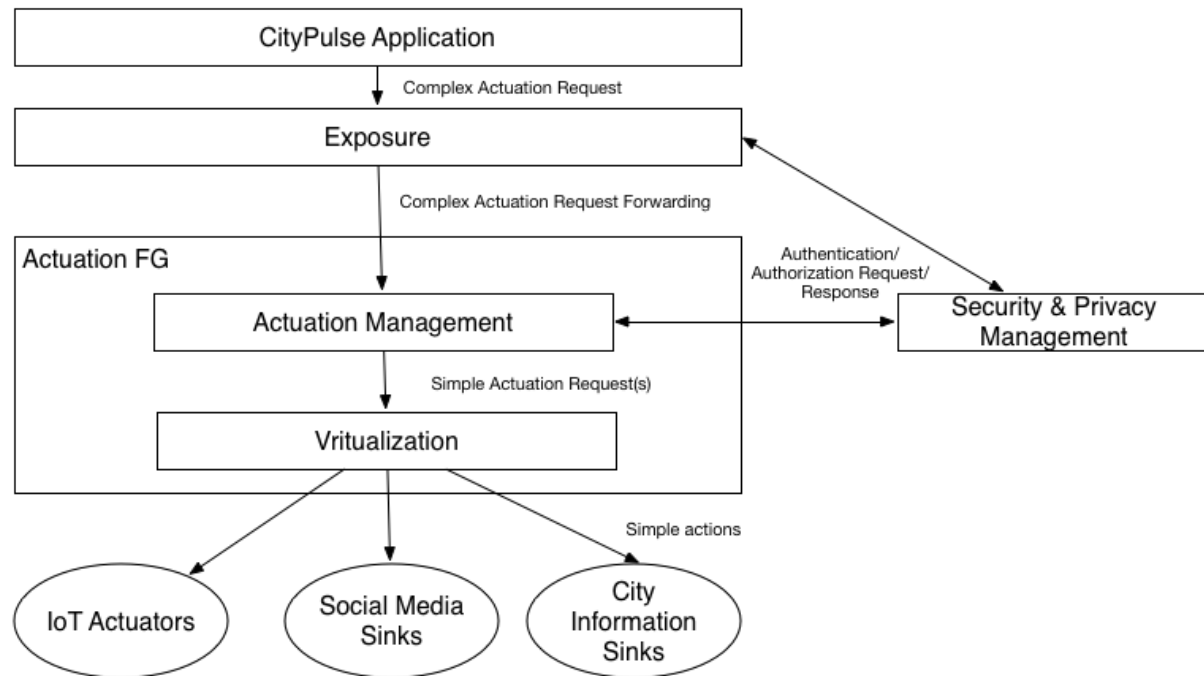 CityPulse Application
Complex Actuation Request
Exposure
Complex Actuation Request Forwarding
Actuation FG
Authentication/
Authorization Request/
Response
Actuation Management
Security & Privacy
Management
Simple Actuation Request(s)
Vritualization
Simple actions
IoT Actuators
Social Media
Sinks
City
Information
Sinks